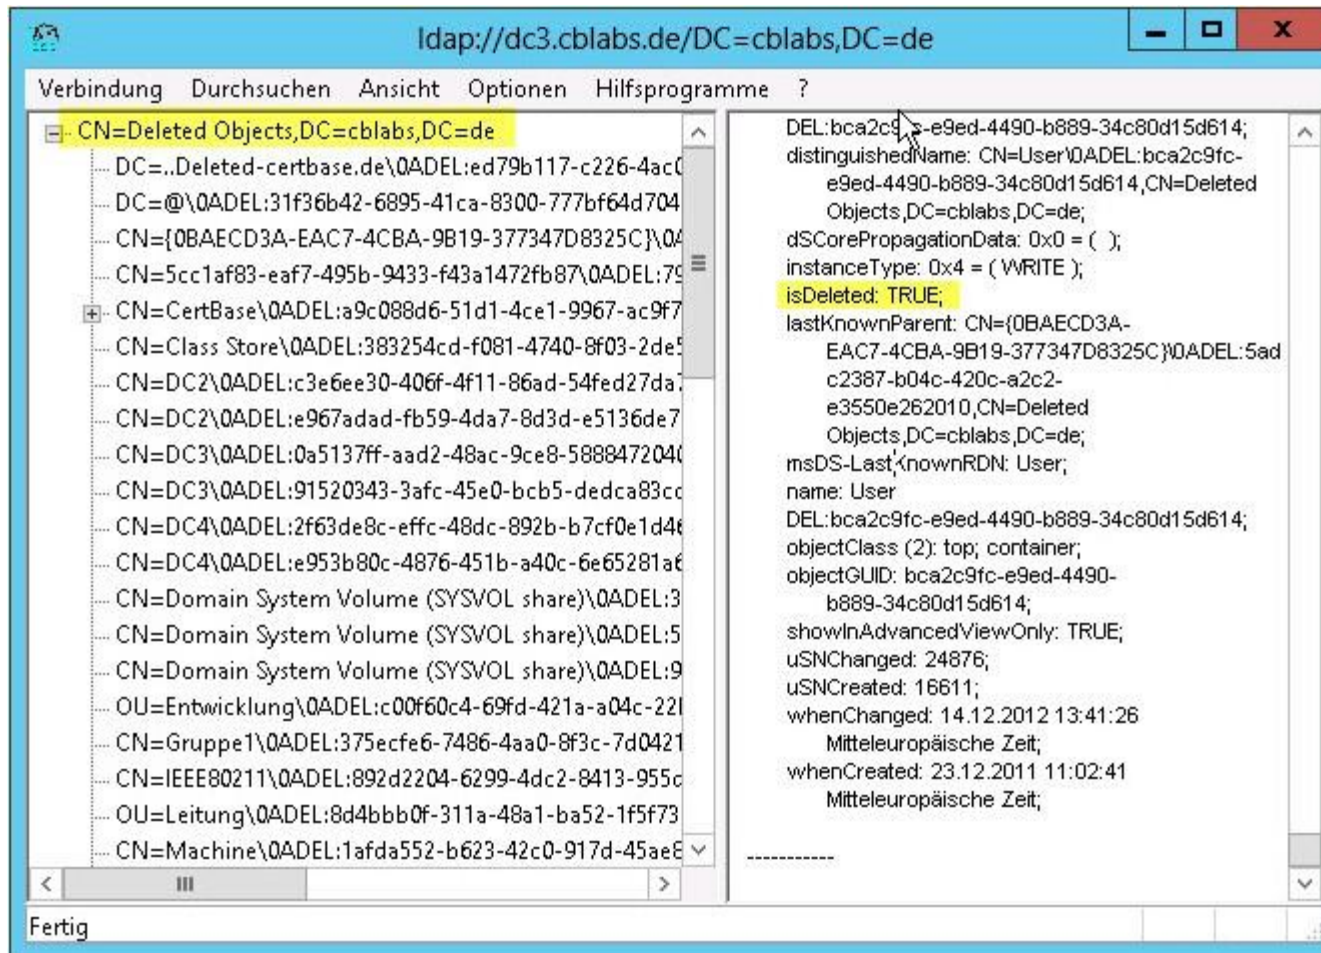 ldap://dc3.cblabs.de/DC=cblabs,DC=de
Verbindung Durchsuchen Ansicht Optionen Hilfsprogramme ?
CN=Deleted Objects,DC=cblabs,DC=de
DC=..Deleted-certbase.de\0ADEL:ed79b117-c226-4ac0
DC=@\0ADEL:31f36b42-6895-41ca-8300-777bf64d704
CN={0BAECD3A-EAC7-4CBA-9B19-377347D8325C}\0A
CN=5cc1af83-eaf7-495b-9433-f43a1472fb87\0ADEL:79
CN=CertBase\0ADEL:a9c088d6-51d1-4ce1-9967-ac9f7
CN=Class Store\0ADEL:383254cd-f081-4740-8f03-2de5
CN=DC2\0ADEL:c3e6ee30-406f-4f11-86ad-54fed27da7
CN=DC2\0ADEL:e967adad-fb59-4da7-8d3d-e5136de7
CN=DC3\0ADEL:0a5137ff-aad2-48ac-9ce8-5888472040
CN=DC3\0ADEL:91520343-3afc-45e0-bcb5-dedca83cc
CN=DC4\0ADEL:2f63de8c-effc-48dc-892b-b7cf0e1d46
CN=DC4\0ADEL:e953b80c-4876-451b-a40c-6e65281a6
CN=Domain System Volume (SYSVOL share)\0ADEL:3
CN=Domain System Volume (SYSVOL share)\0ADEL:5
CN=Domain System Volume (SYSVOL share)\0ADEL:9
OU=Entwicklung\0ADEL:c00f60c4-69fd-421a-a04c-22
CN=Gruppe1\0ADEL:375ecfe6-7486-4aa0-8f3c-7d0421
CN=IEEE80211\0ADEL:892d2204-6299-4dc2-8413-955c
OU=Leitung\0ADEL:8d4bbb0f-311a-48a1-ba52-1f5f73
CN=Machine\0ADEL:1afda552-b623-42c0-917d-45ae8
DEL:bca2c9fc-e9ed-4490-b889-34c80d15d614;
distinguishedName: CN=User\0ADEL:bca2c9fc-
e9ed-4490-b889-34c80d15d614,CN=Deleted
Objects,DC=cblabs,DC=de;
dSCorePropagationData: 0x0 = ( );
instanceType: 0x4 = ( WRITE );
isDeleted: TRUE;
lastKnownParent: CN={0BAECD3A-
EAC7-4CBA-9B19-377347D8325C}\0ADEL:5ad
c2387-b04c-420c-a2c2-
e3550e262010,CN=Deleted
Objects,DC=cblabs,DC=de;
msDS-LastKnownRDN: User;
name: User
DEL:bca2c9fc-e9ed-4490-b889-34c80d15d614;
objectClass (2): top; container;
objectGUID: bca2c9fc-e9ed-4490-
b889-34c80d15d614;
showInAdvancedViewOnly: TRUE;
uSNChanged: 24876;
uSNCreated: 16611;
whenChanged: 14.12.2012 13:41:26
Mitteleuropäische Zeit;
whenCreated: 23.12.2011 11:02:41
Mitteleuropäische Zeit;
-----------
Fertig